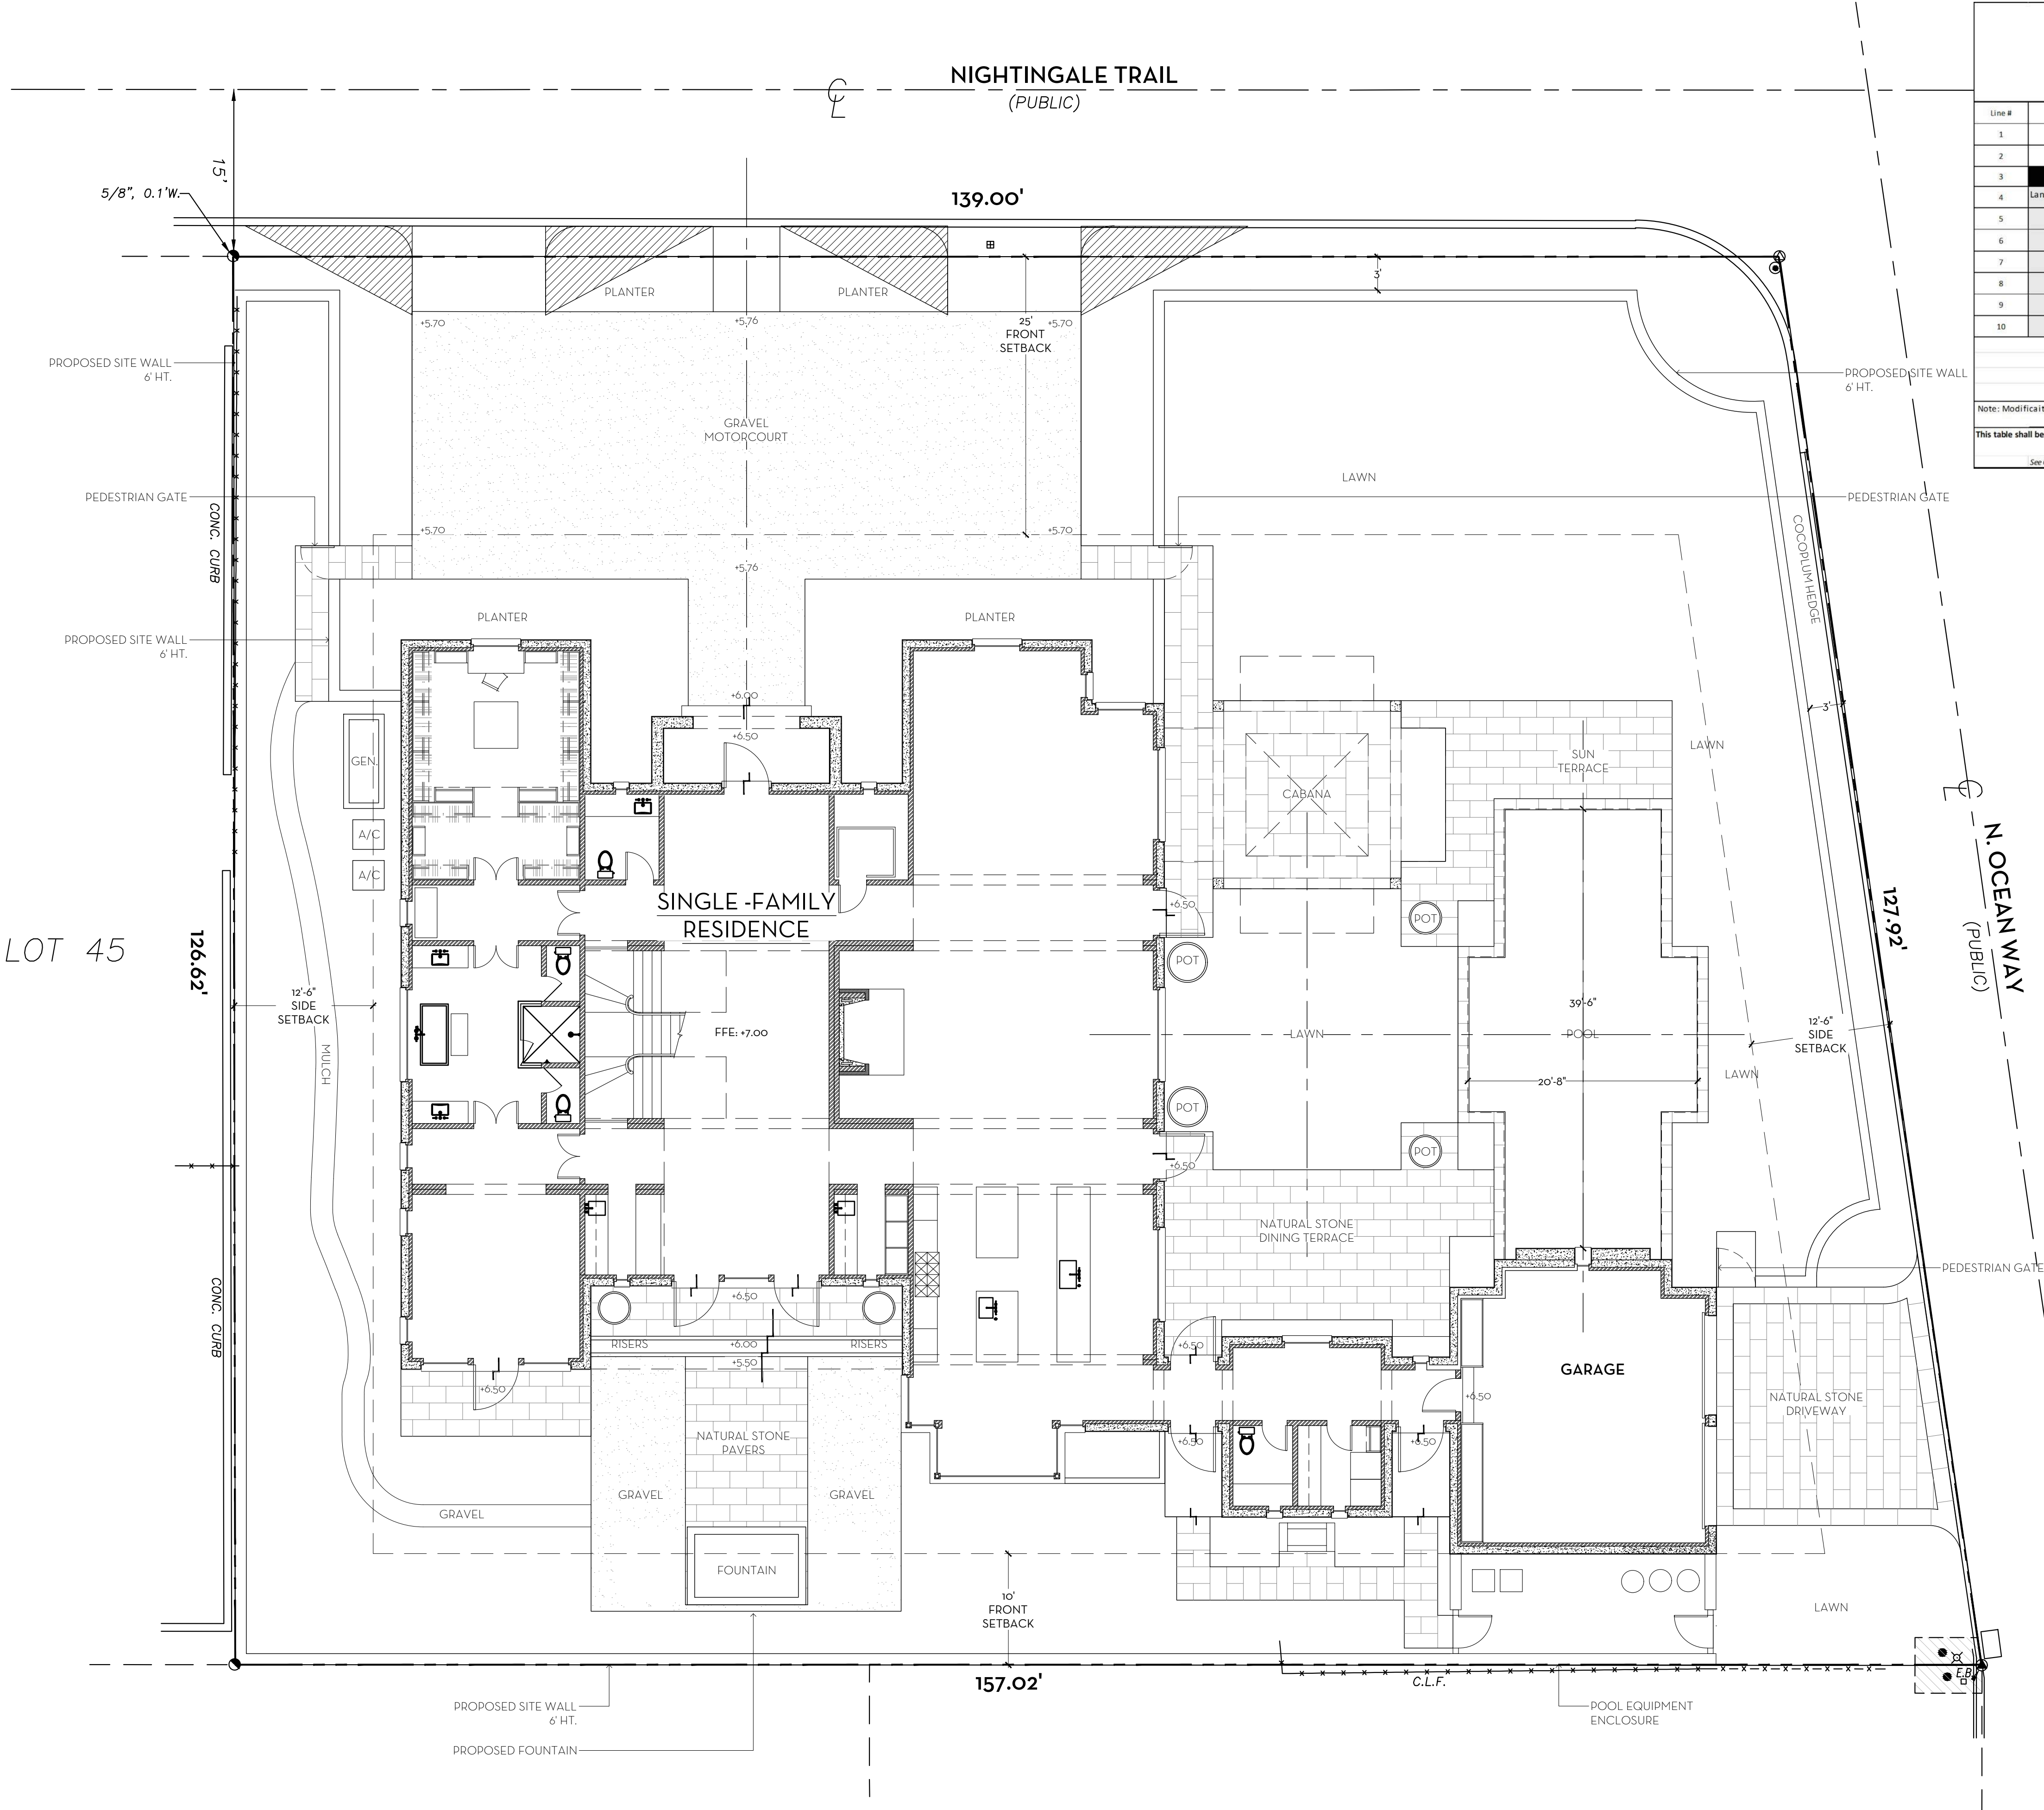 NIGHTINGALE TRAIL
(PUBLIC)
15'
5/8", 0.1'W.
139.00'
Line #
1
2
3
4
Lan
5
6
7
8
9
10
Note: Modificait
This table shall be
See
PLANTER
PLANTER
3'
+5.70
+5.76
+5.70
25'
FRONT
SETBACK
PROPOSED SITE WALL
6' HT.
PROPOSED SITE WALL
6' HT.
GRAVEL
MOTORCOURT
LAWN
PEDESTRIAN GATE
PEDESTRIAN GATE
CONC. CURB
COCOPLUM HEDGE
+5.70
+5.70
+5.76
PLANTER
PLANTER
PROPOSED SITE WALL
6' HT.
+6.00
+6.50
3'
GEN.
A/C
A/C
CABANA
SUN
TERRACE
LAWN
N. OCEAN WAY
(PUBLIC)
127.92'
SINGLE -FAMILY
RESIDENCE
+6.50
POT
POT
LOT 45
126.62'
12'-6"
SIDE
SETBACK
FFE: +7.00
LAWN
39'-6"
POOL
20'-8"
12'-6"
SIDE
SETBACK
LAWN
MULCH
POT
POT
+6.50
NATURAL STONE
DINING TERRACE
PEDESTRIAN GATE
CONC. CURB
+6.50
RISERS
+6.00
RISERS
+5.50
+6.50
+6.50
+6.50
GARAGE
NATURAL STONE
DRIVEWAY
NATURAL STONE
PAVERS
+6.50
+6.50
GRAVEL
GRAVEL
GRAVEL
FOUNTAIN
10'
FRONT
SETBACK
LAWN
157.02'
C.L.F.
E.B.
PROPOSED SITE WALL
6' HT.
POOL EQUIPMENT
ENCLOSURE
PROPOSED FOUNTAIN